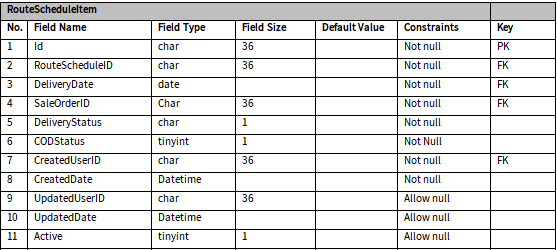 RouteScheduleItem
No. Field Name Field Type Field Size Default Value Constraints Key
1 Id char 36 Not null PK
2 RouteScheduleID char 36 Not null FK
3 DeliveryDate date Not null FK
4 SaleOrderID Char 36 Not null FK
5 DeliveryStatus char 1 Not null
6 CODStatus tinyint 1 Not Null
7 CreatedUserID char 36 Not null FK
8 CreatedDate Datetime Not null
9 UpdatedUserID char 36 Allow null
10 UpdatedDate Datetime Allow null
11 Active tinyint 1 Allow null